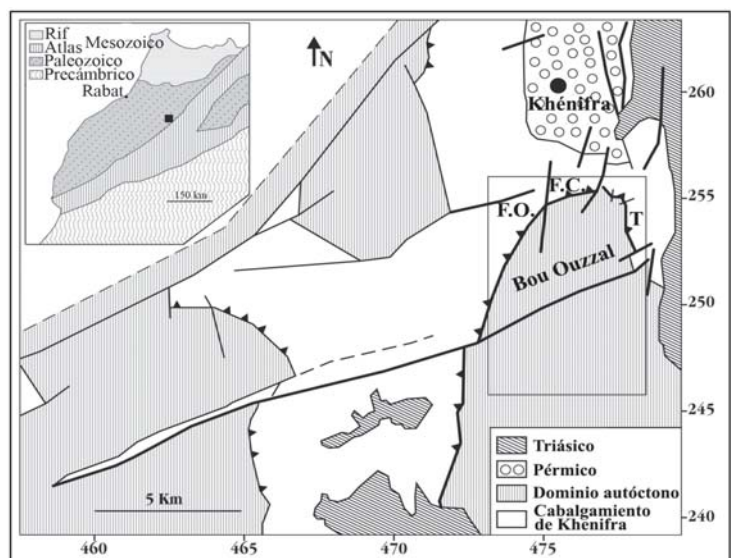 Rif
Atlas Mesozoico
Paleozoico
Precámbrico
Rabat
150 km
N
Khénifra
260
255
250
245
240
F.C.
F.O.
T
Bou Ouzzal
5 Km
Triásico
Pérmico
Dominio autóctono
Cabalgamiento
de Khénifra
460
465
470
475